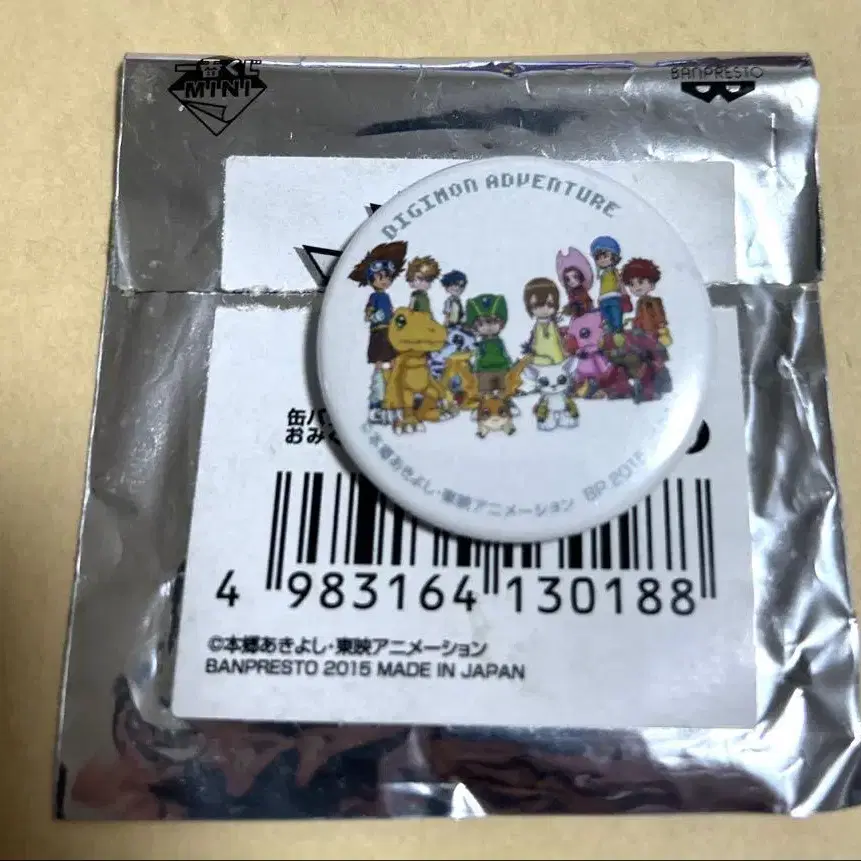 一番くじ
MINI
BANPRESTO
DIGIMON ADVENTURE
©本郷あきよし・東映アニメーション BP 2015
缶バ
おみ
4 983164 130188
©本郷あきよし・東映アニメーション
BANPRESTO 2015 MADE IN JAPAN